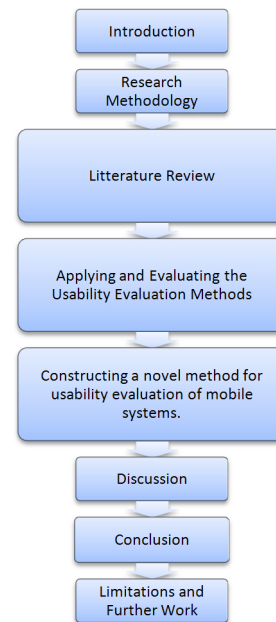 Introduction
Research
Methodology
Litterature Review
Applying and Evaluating the
Usability Evaluation Methods
Constructing a novel method for
usability evaluation of mobile
systems.
Discussion
Conclusion
Limitations and
Further Work